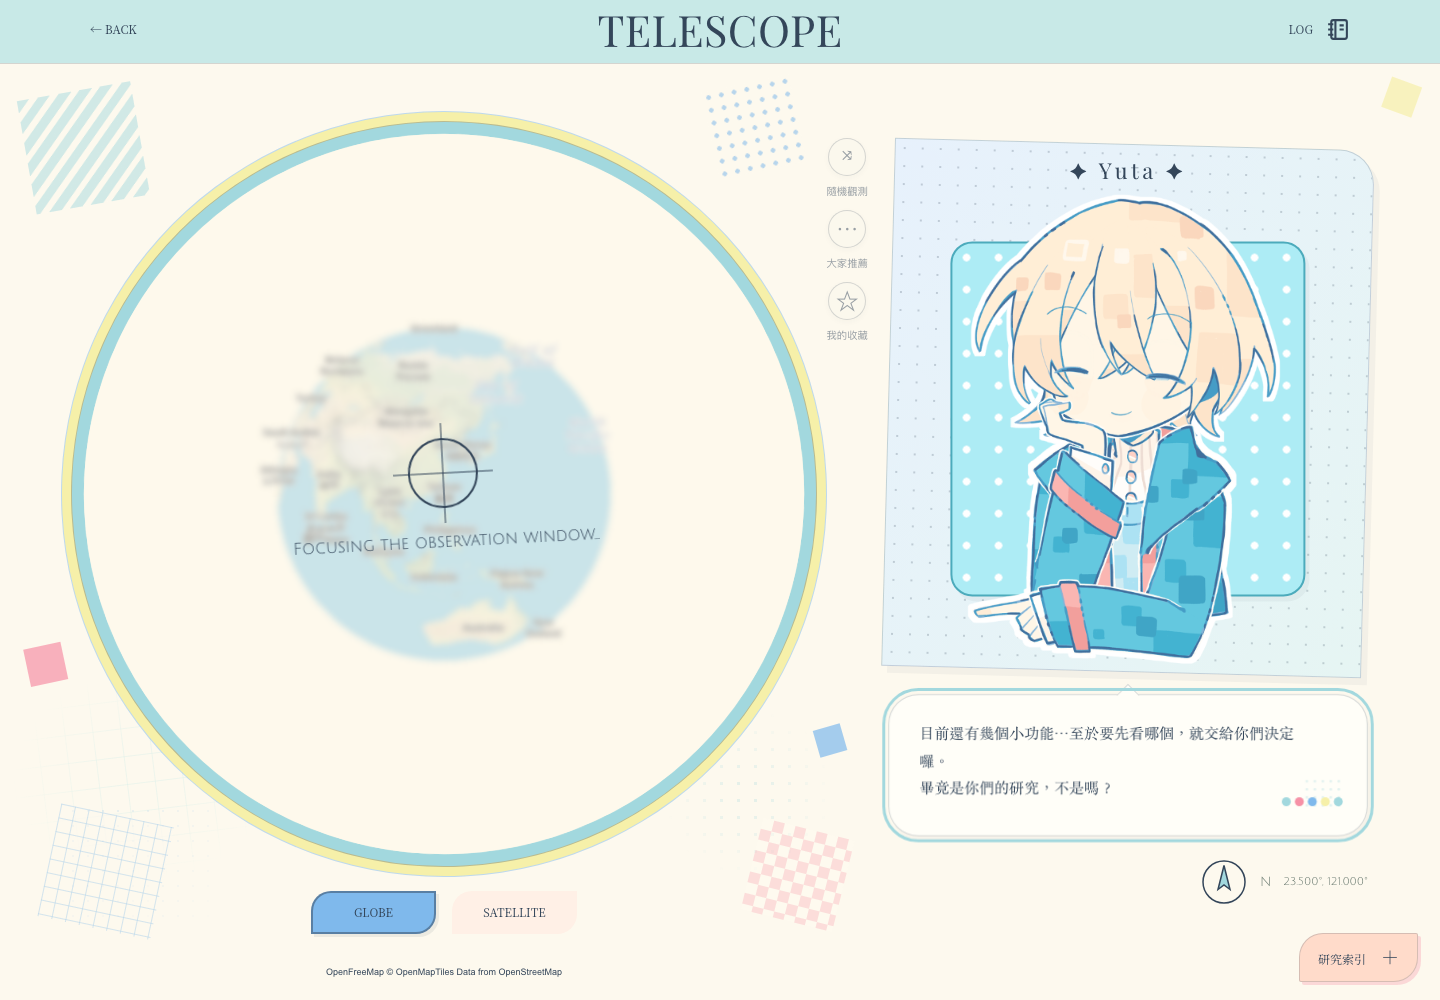 ← BACK
TELESCOPE
LOG
隨機觀測
大家推薦
我的收藏
Yuta
FOCUSING THE OBSERVATION WINDOW...
目前還有幾個小功能…至於要先看哪個，就交給你們決定
囉。
畢竟是你們的研究，不是嗎？
N 23.500°, 121.000°
GLOBE
SATELLITE
研究索引
OpenFreeMap © OpenMapTiles Data from OpenStreetMap